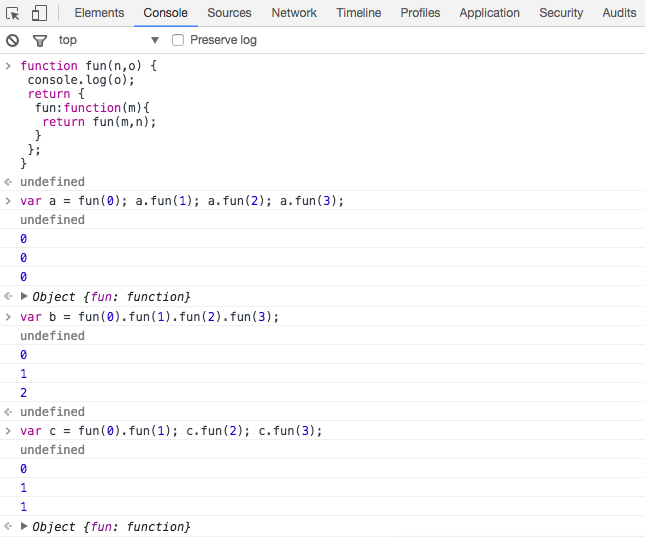 Elements Console Sources Network Timeline Profiles Application Security Audits
top ▼ Preserve log
> function fun(n,o) {
console.log(o);
return {
fun:function(m){
return fun(m,n);
}
};
}
undefined
> var a = fun(0); a.fun(1); a.fun(2); a.fun(3);
undefined
0
0
0
▶ Object {fun: function}
> var b = fun(0).fun(1).fun(2).fun(3);
undefined
0
1
2
undefined
> var c = fun(0).fun(1); c.fun(2); c.fun(3);
undefined
0
1
1
▶ Object {fun: function}